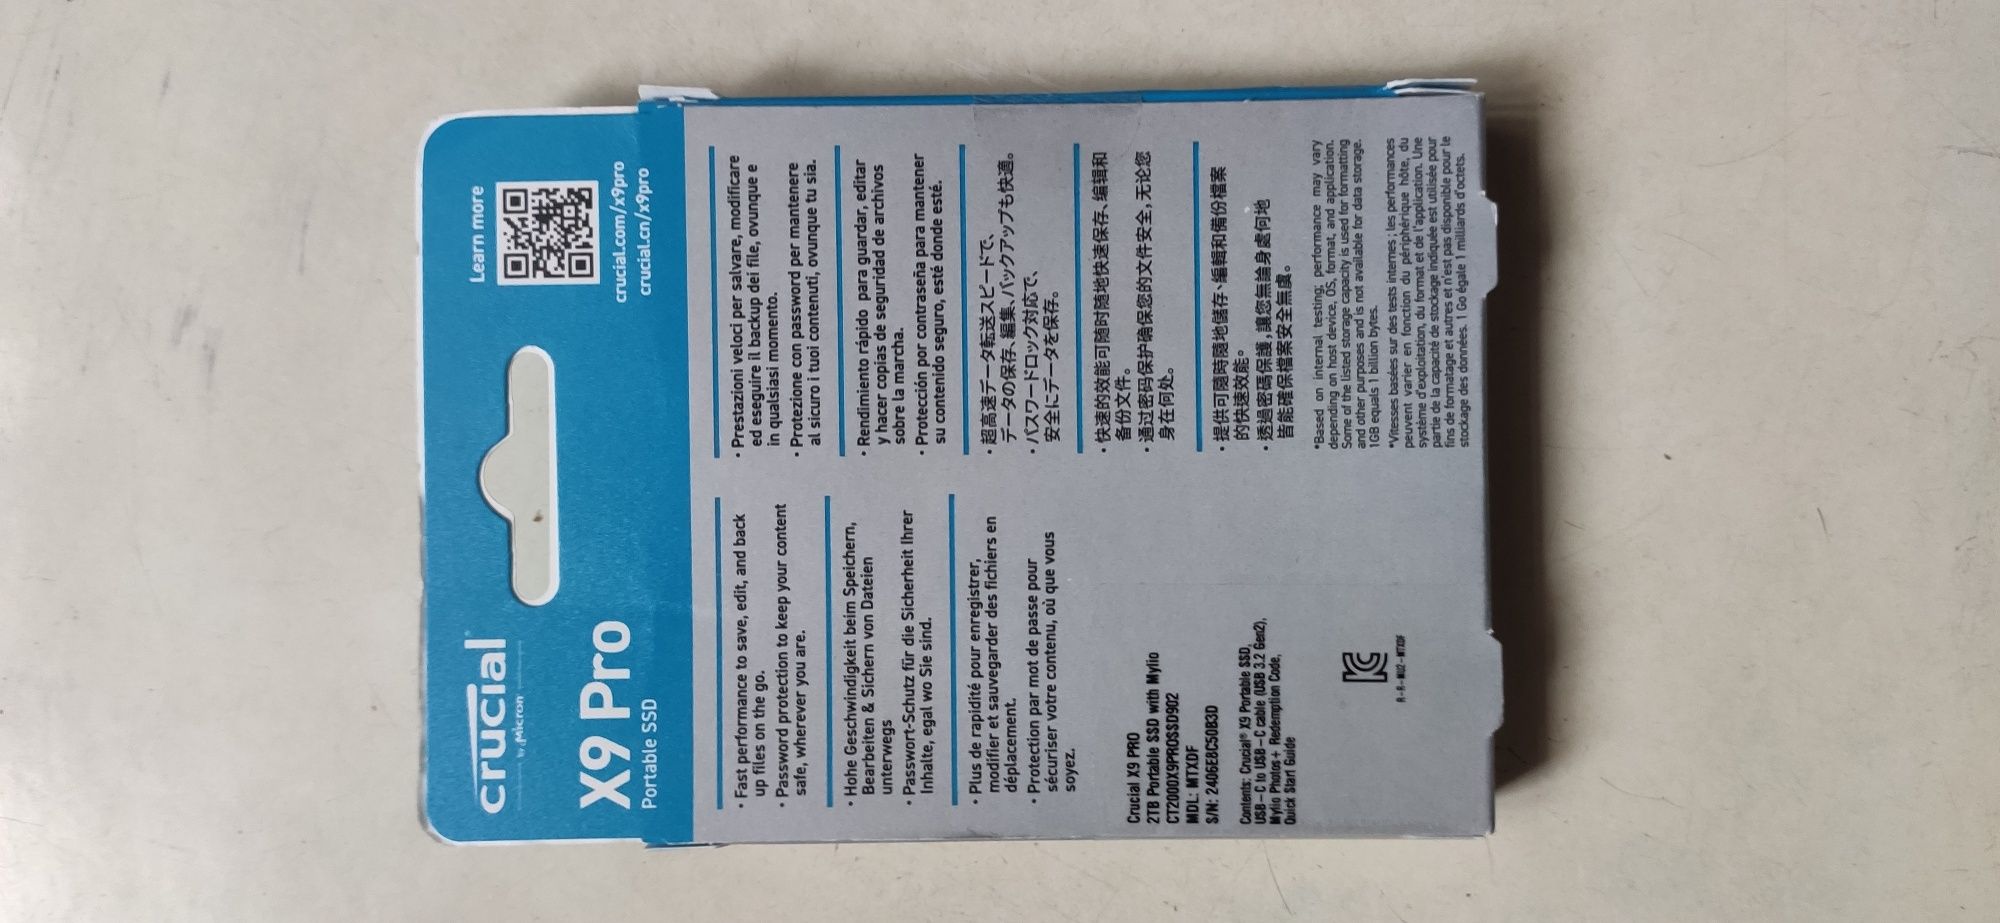 crucial
by Micron
X9 Pro
Portable SSD
Learn more
crucial.com/x9pro
crucial.cn/x9pro
• Fast performance to save, edit, and back
up files on the go.
• Password protection to keep your content
safe, wherever you are.
• Hohe Geschwindigkeit beim Speichern,
Bearbeiten & Sichern von Dateien
unterwegs
• Passwort-Schutz für die Sicherheit Ihrer
Inhalte, egal wo Sie sind.
• Plus de rapidité pour enregistrer,
modifier et sauvegarder des fichiers en
déplacement.
• Protection par mot de passe pour
sécuriser votre contenu, où que vous
soyez.
Crucial X9 PRO
2TB Portable SSD with Mylio
CT2000X9PROSSD902
MDL: MTXDF
S/N: 2406E8C50B3D
Contents: Crucial® X9 Portable SSD,
USB-C to USB-C cable (USB 3.2 Gen2),
Mylio Photos+ Redemption Code,
Quick Start Guide
R-R-MU2-MTXDF
• Prestazioni veloci per salvare, modificare
ed eseguire il backup dei file, ovunque e
in qualsiasi momento.
• Protezione con password per mantenere
al sicuro i tuoi contenuti, ovunque tu sia.
• Rendimiento rápido para guardar, editar
y hacer copias de seguridad de archivos
sobre la marcha.
• Protección por contraseña para mantener
su contenido seguro, esté donde esté.
• 超高速データ転送スピードで、
データの保存、編集、バックアップも快適。
• パスワードロック対応で、
安全にデータを保存。
• 快速的效能可随时随地快速保存、编辑和
备份文件。
• 通过密码保护确保您的文件安全,无论您
身在何处。
• 提供可隨時隨地儲存、編輯和備份檔案
的快速效能。
• 透過密碼保護,讓您無論身處何地
皆能確保檔案安全無虞。
*Based on internal testing; performance may vary
depending on host device, OS, format, and application.
Some of the listed storage capacity is used for formatting
and other purposes and is not available for data storage.
1GB equals 1 billion bytes.
*Vitesses basées sur des tests internes ; les performances
peuvent varier en fonction du périphérique hôte, du
système d'exploitation, du format et de l'application. Une
partie de la capacité de stockage indiquée est utilisée pour
fins de formatage et autres et n'est pas disponible pour le
stockage des données. 1 Go égale 1 milliards d'octets.